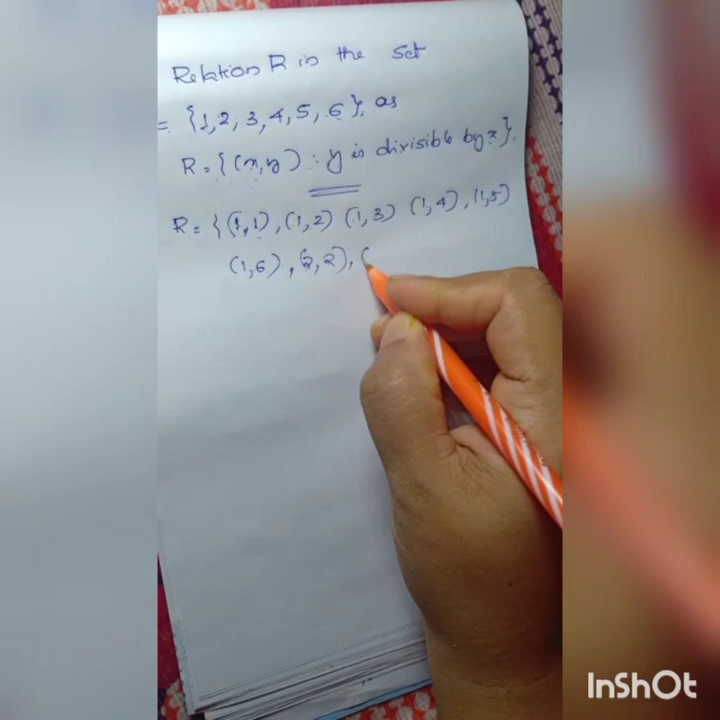 Relation R in the set
= {1, 2, 3, 4, 5, 6}, as
R = {(x, y) : y is divisible by x}.
R = {(1,1), (1,2) (1,3) (1,4), (1,5)
(1,6), (2,2), (
InShOt